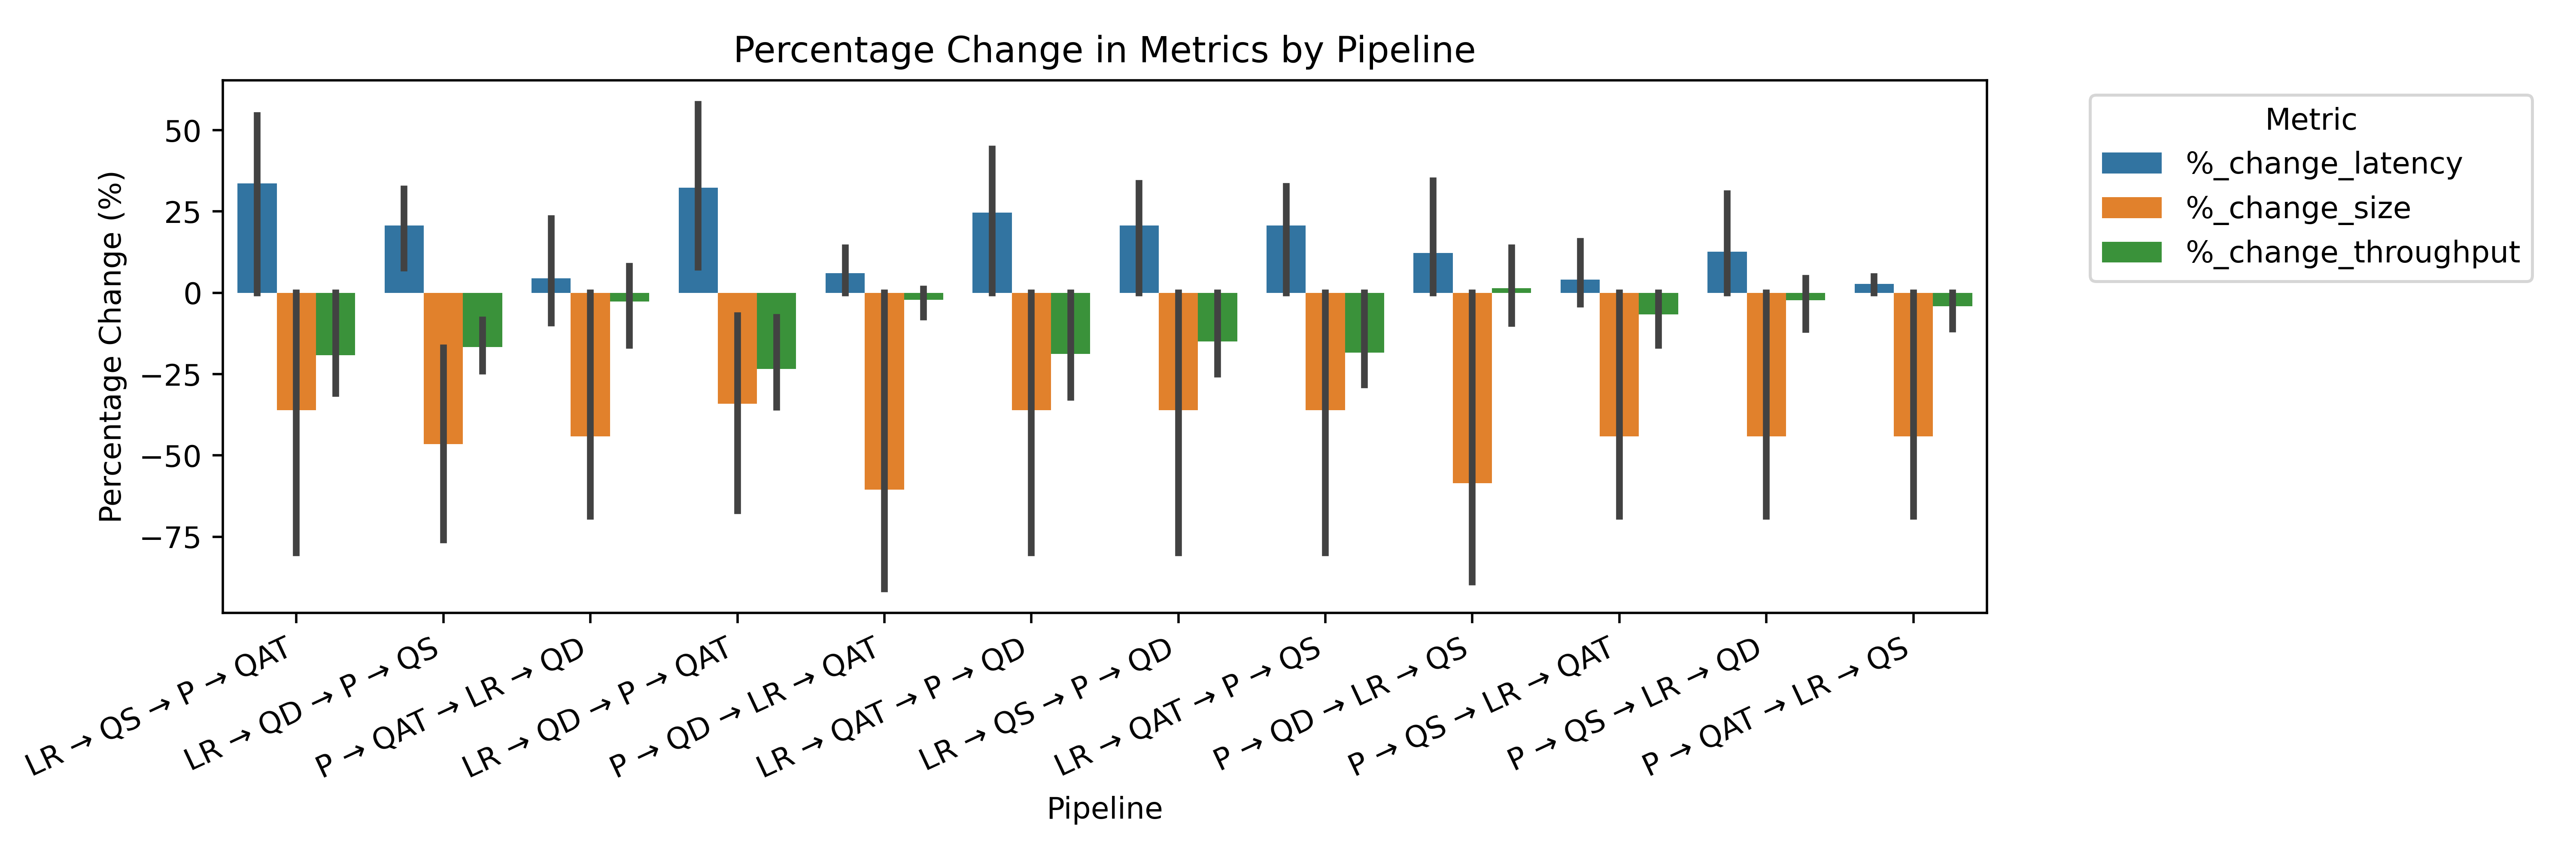 Percentage Change in Metrics by Pipeline
Percentage Change (%)
50
25
0
−25
−50
−75
LR → QS → P → QAT
LR → QD → P → QS
P → QAT → LR → QD
LR → QD → P → QAT
P → QD → LR → QAT
LR → QAT → P → QD
LR → QS → P → QD
LR → QAT → P → QS
P → QD → LR → QS
P → QS → LR → QAT
P → QS → LR → QD
P → QAT → LR → QS
Pipeline
Metric
%_change_latency
%_change_size
%_change_throughput